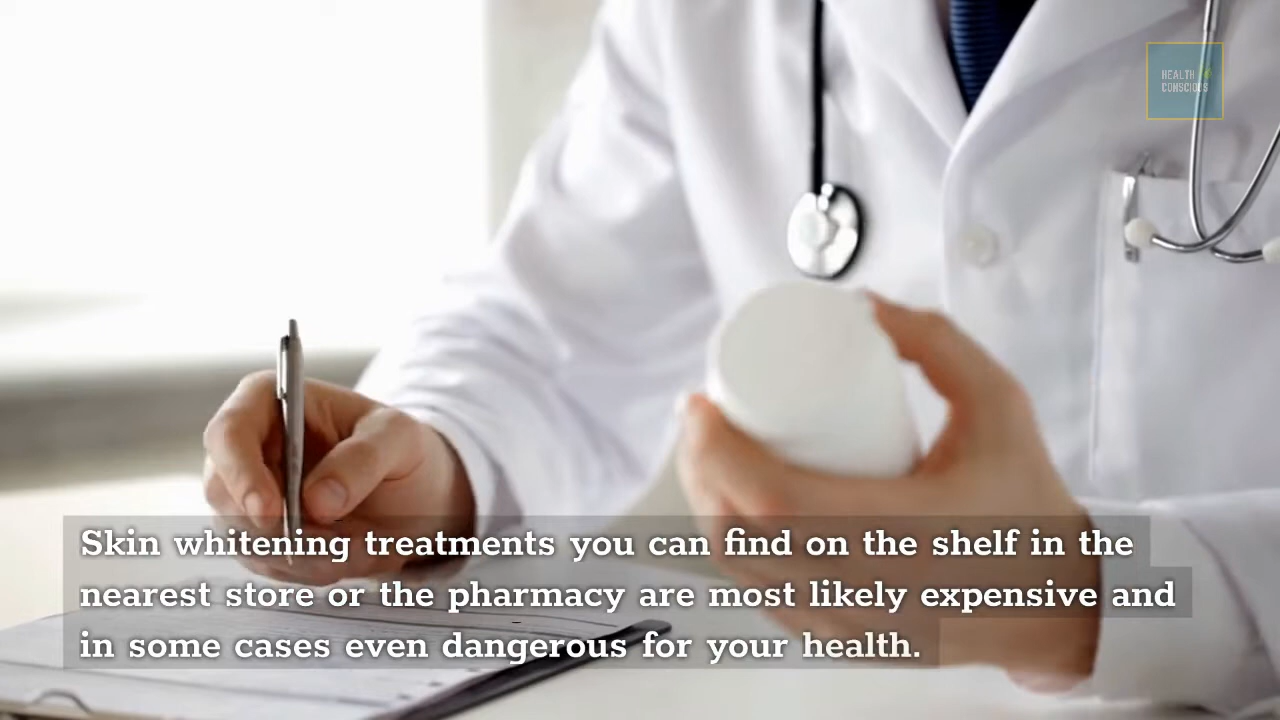 HEALTH
CONSCIOUS
Skin whitening treatments you can find on the shelf in the
nearest store or the pharmacy are most likely expensive and
in some cases even dangerous for your health.